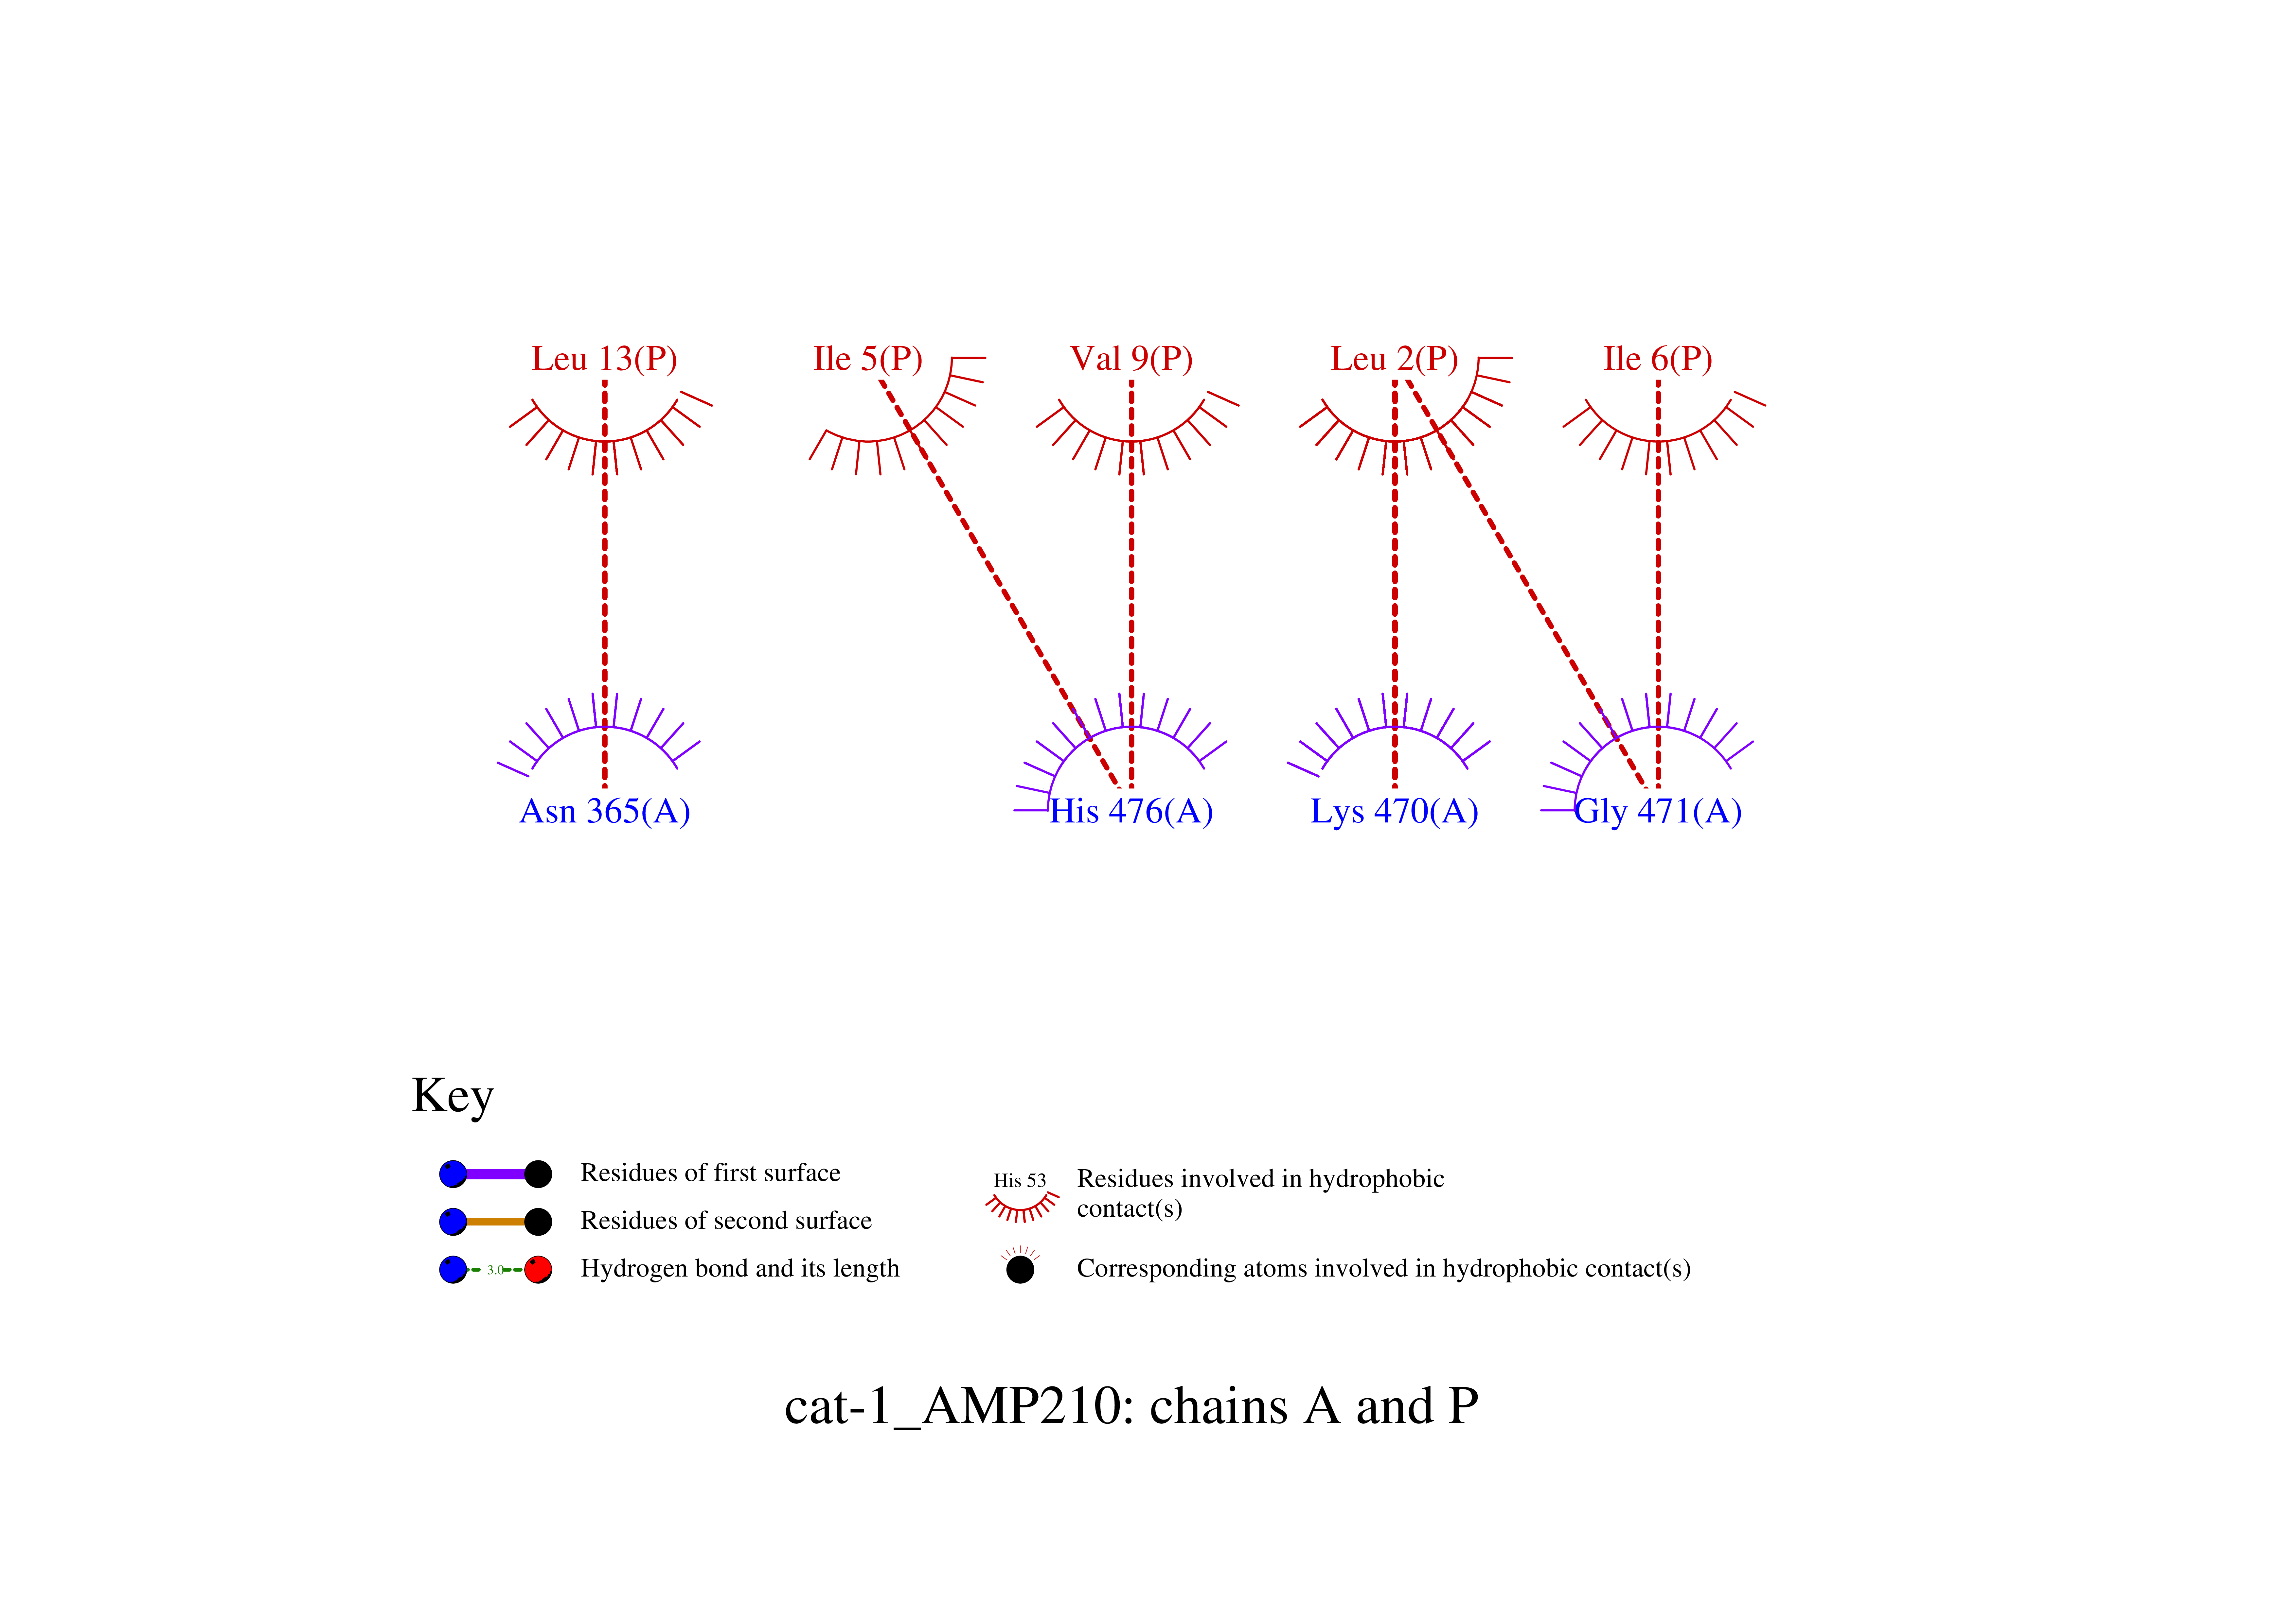 Leu 13(P) Ile 5(P) Val 9(P) Leu 2(P) Ile 6(P)
Asn 365(A) His 476(A) Lys 470(A) Gly 471(A)
Key
Residues of first surface
Residues of second surface
3.0 Hydrogen bond and its length
His 53 Residues involved in hydrophobic
contact(s)
Corresponding atoms involved in hydrophobic contact(s)
cat-1_AMP210: chains A and P